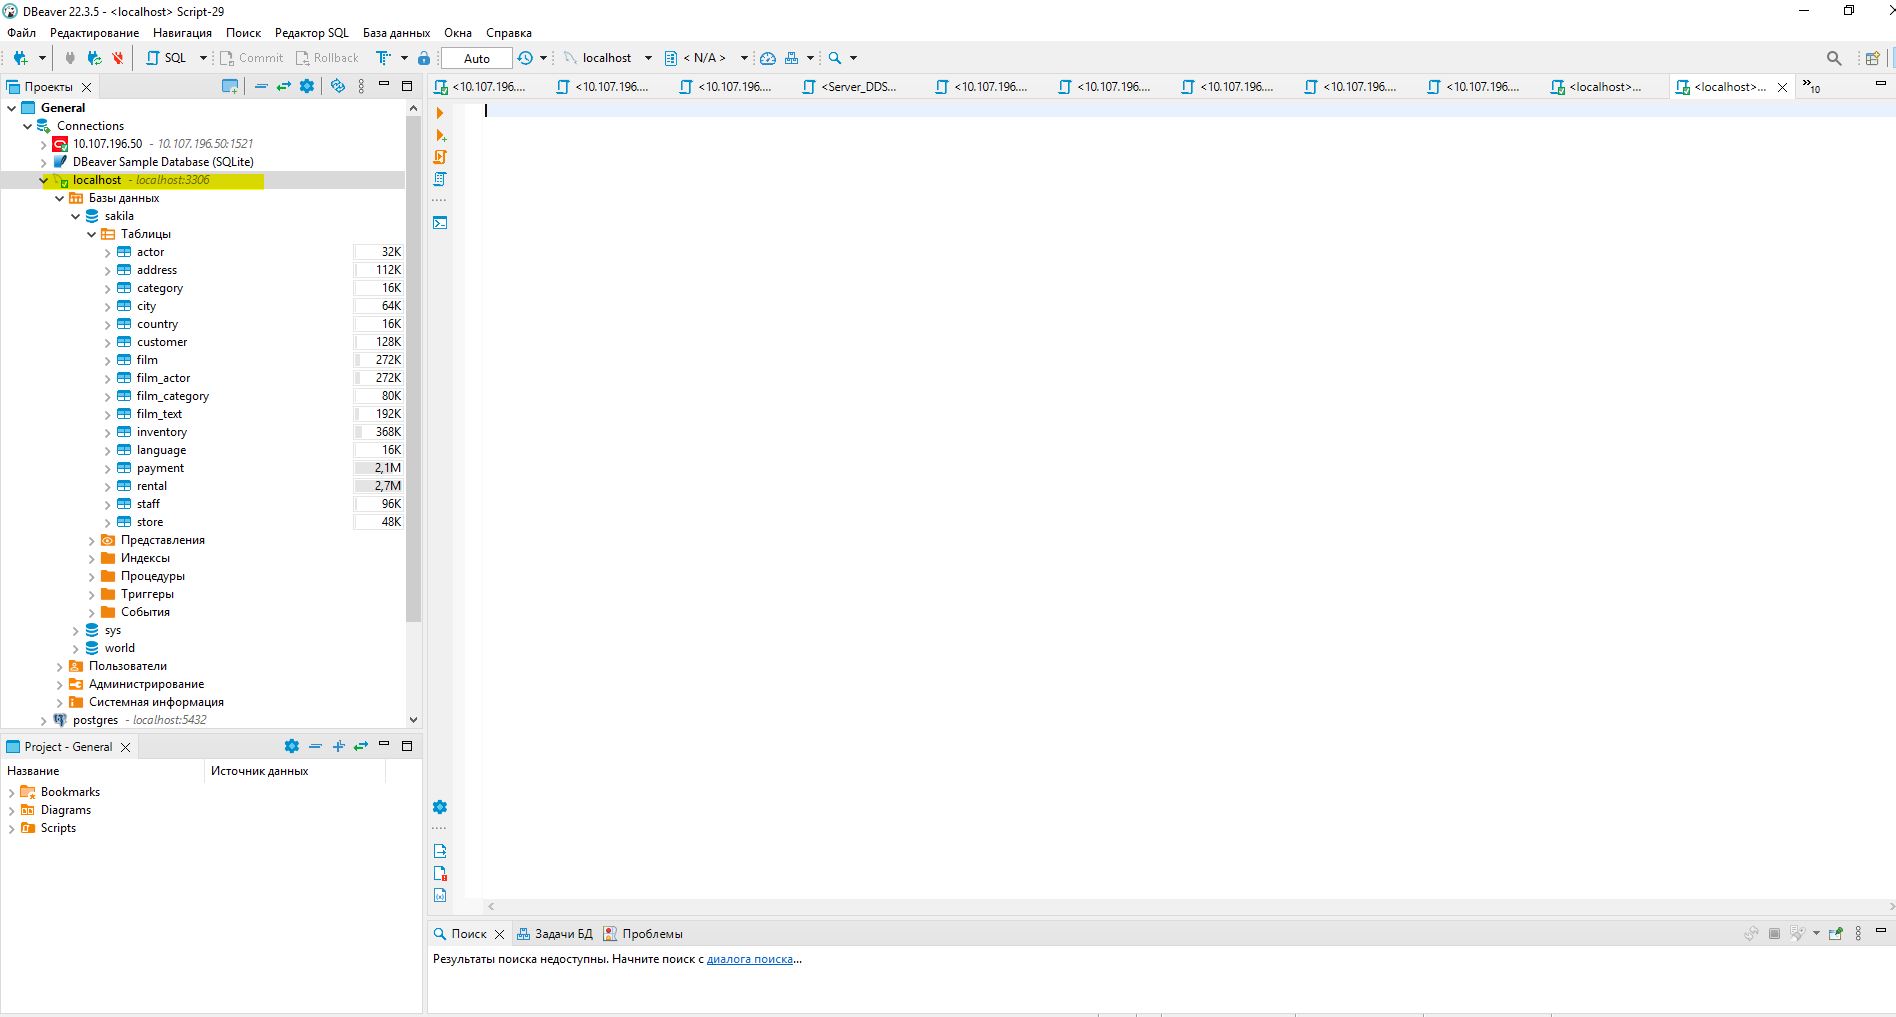 DBeaver 22.3.5 - <localhost> Script-29
Файл Редактирование Навигация Поиск Редактор SQL База данных Окна Справка
SQL Commit Rollback Auto localhost < N/A >
Проекты
<10.107.196.... <10.107.196.... <10.107.196.... <Server_DDS... <10.107.196.... <10.107.196.... <10.107.196.... <10.107.196.... <10.107.196.... <localhost>... <localhost>... »10
General
Connections
10.107.196.50 - 10.107.196.50:1521
DBeaver Sample Database (SQLite)
localhost - localhost:3306
Базы данных
sakila
Таблицы
actor 32K
address 112K
category 16K
city 64K
country 16K
customer 128K
film 272K
film_actor 272K
film_category 80K
film_text 192K
inventory 368K
language 16K
payment 2,1M
rental 2,7M
staff 96K
store 48K
Представления
Индексы
Процедуры
Триггеры
События
sys
world
Пользователи
Администрирование
Системная информация
postgres - localhost:5432
Project - General
Название Источник данных
Bookmarks
Diagrams
Scripts
Поиск Задачи БД Проблемы
Результаты поиска недоступны. Начните поиск с диалога поиска...